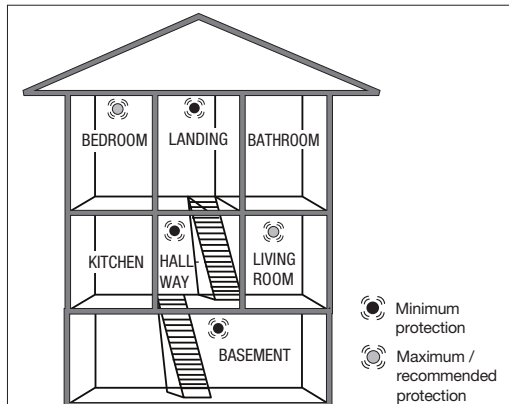 BEDROOM
LANDING
BATHROOM
KITCHEN
HALL-
WAY
LIVING
ROOM
BASEMENT
Minimum
protection
Maximum /
recommended
protection